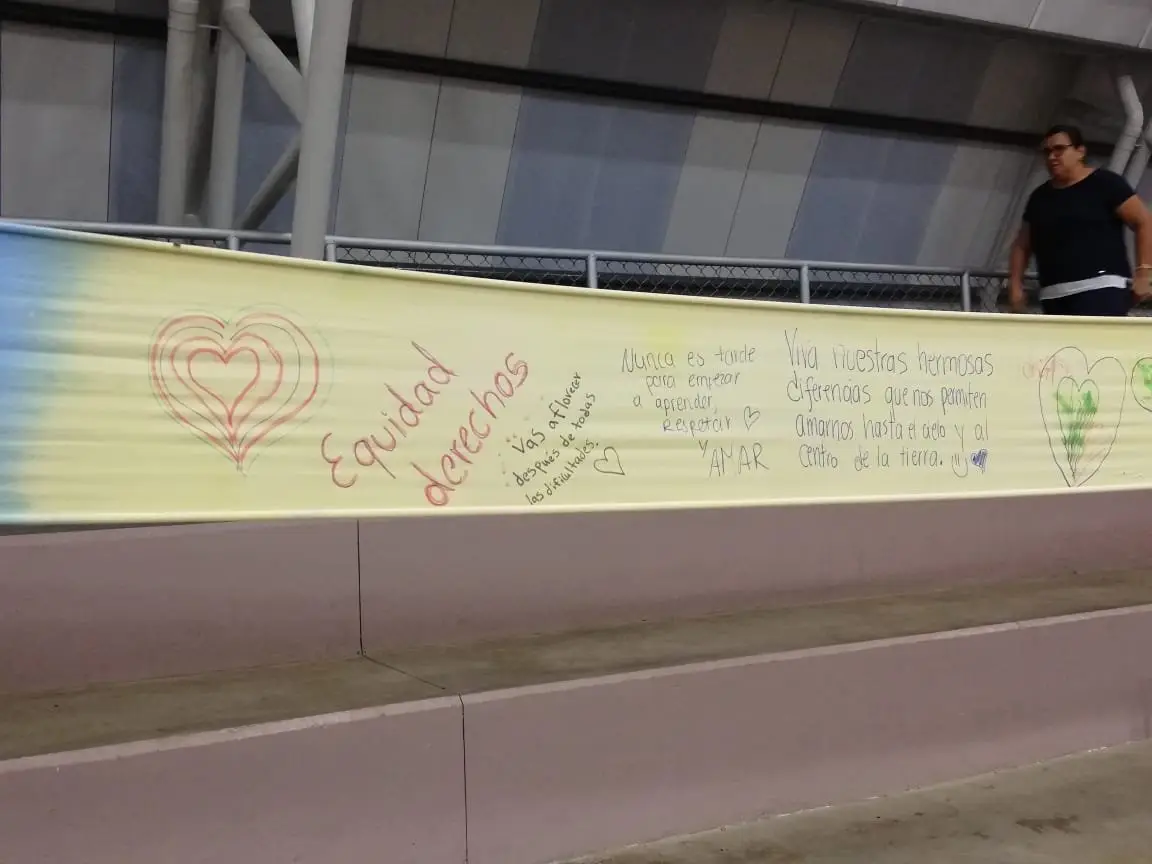 Equidad
derechos
Vas a florecer
después de todas
las dificultades.
Nunca es tarde
para empezar
a aprender,
Respetar
y
AMAR
Viva nuestras hermosas
diferencias que nos permiten
amarnos hasta el cielo y al
centro de la tierra.